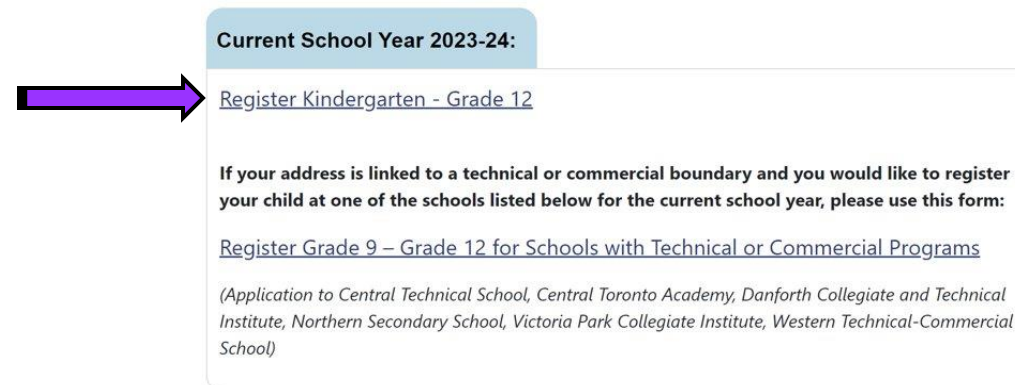 Current School Year 2023-24:
Register Kindergarten - Grade 12
If your address is linked to a technical or commercial boundary and you would like to register
your child at one of the schools listed below for the current school year, please use this form:
Register Grade 9 – Grade 12 for Schools with Technical or Commercial Programs
(Application to Central Technical School, Central Toronto Academy, Danforth Collegiate and Technical
Institute, Northern Secondary School, Victoria Park Collegiate Institute, Western Technical-Commercial
School)